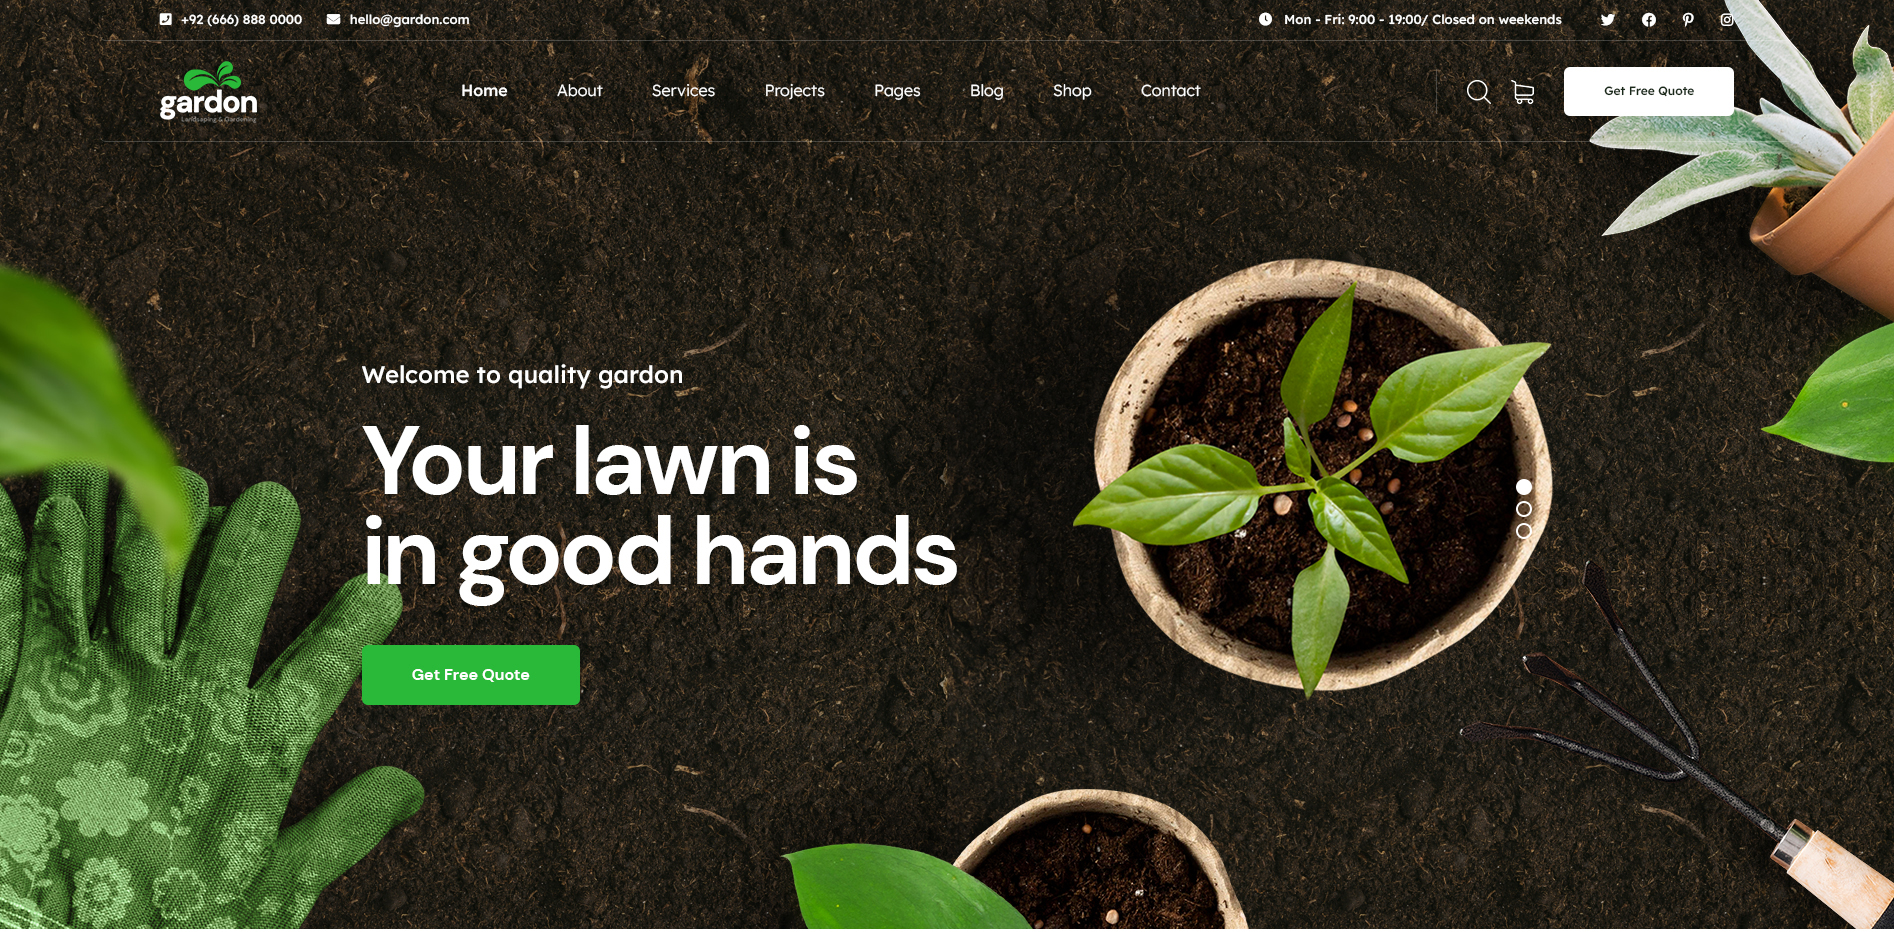 +92 (666) 888 0000
hello@gardon.com
Mon - Fri: 9:00 - 19:00/ Closed on weekends
gardon
Landsaping & Gardening
Home
About
Services
Projects
Pages
Blog
Shop
Contact
Get Free Quote
Welcome to quality gardon
Your lawn is
in good hands
Get Free Quote